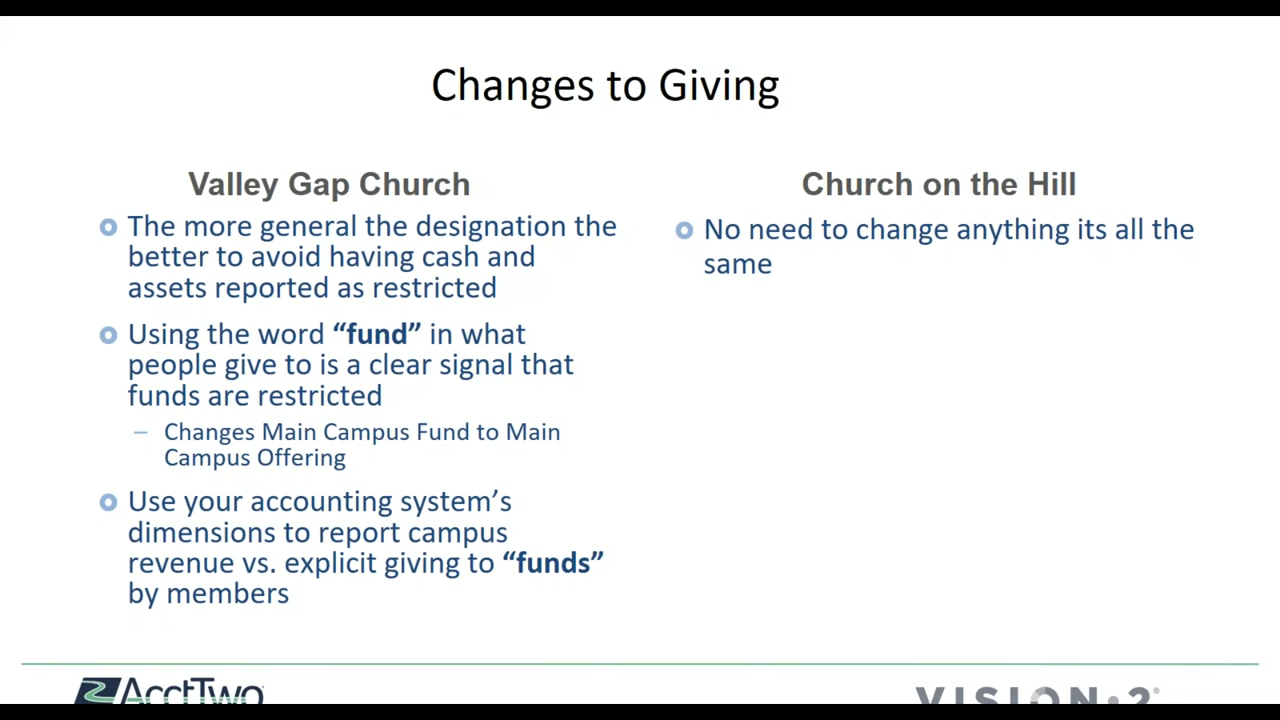 Changes to Giving
Valley Gap Church
The more general the designation the
better to avoid having cash and
assets reported as restricted
Using the word “fund” in what
people give to is a clear signal that
funds are restricted
– Changes Main Campus Fund to Main
Campus Offering
Use your accounting system’s
dimensions to report campus
revenue vs. explicit giving to “funds”
by members
Church on the Hill
No need to change anything its all the
same
AcctTwo
VISION·2